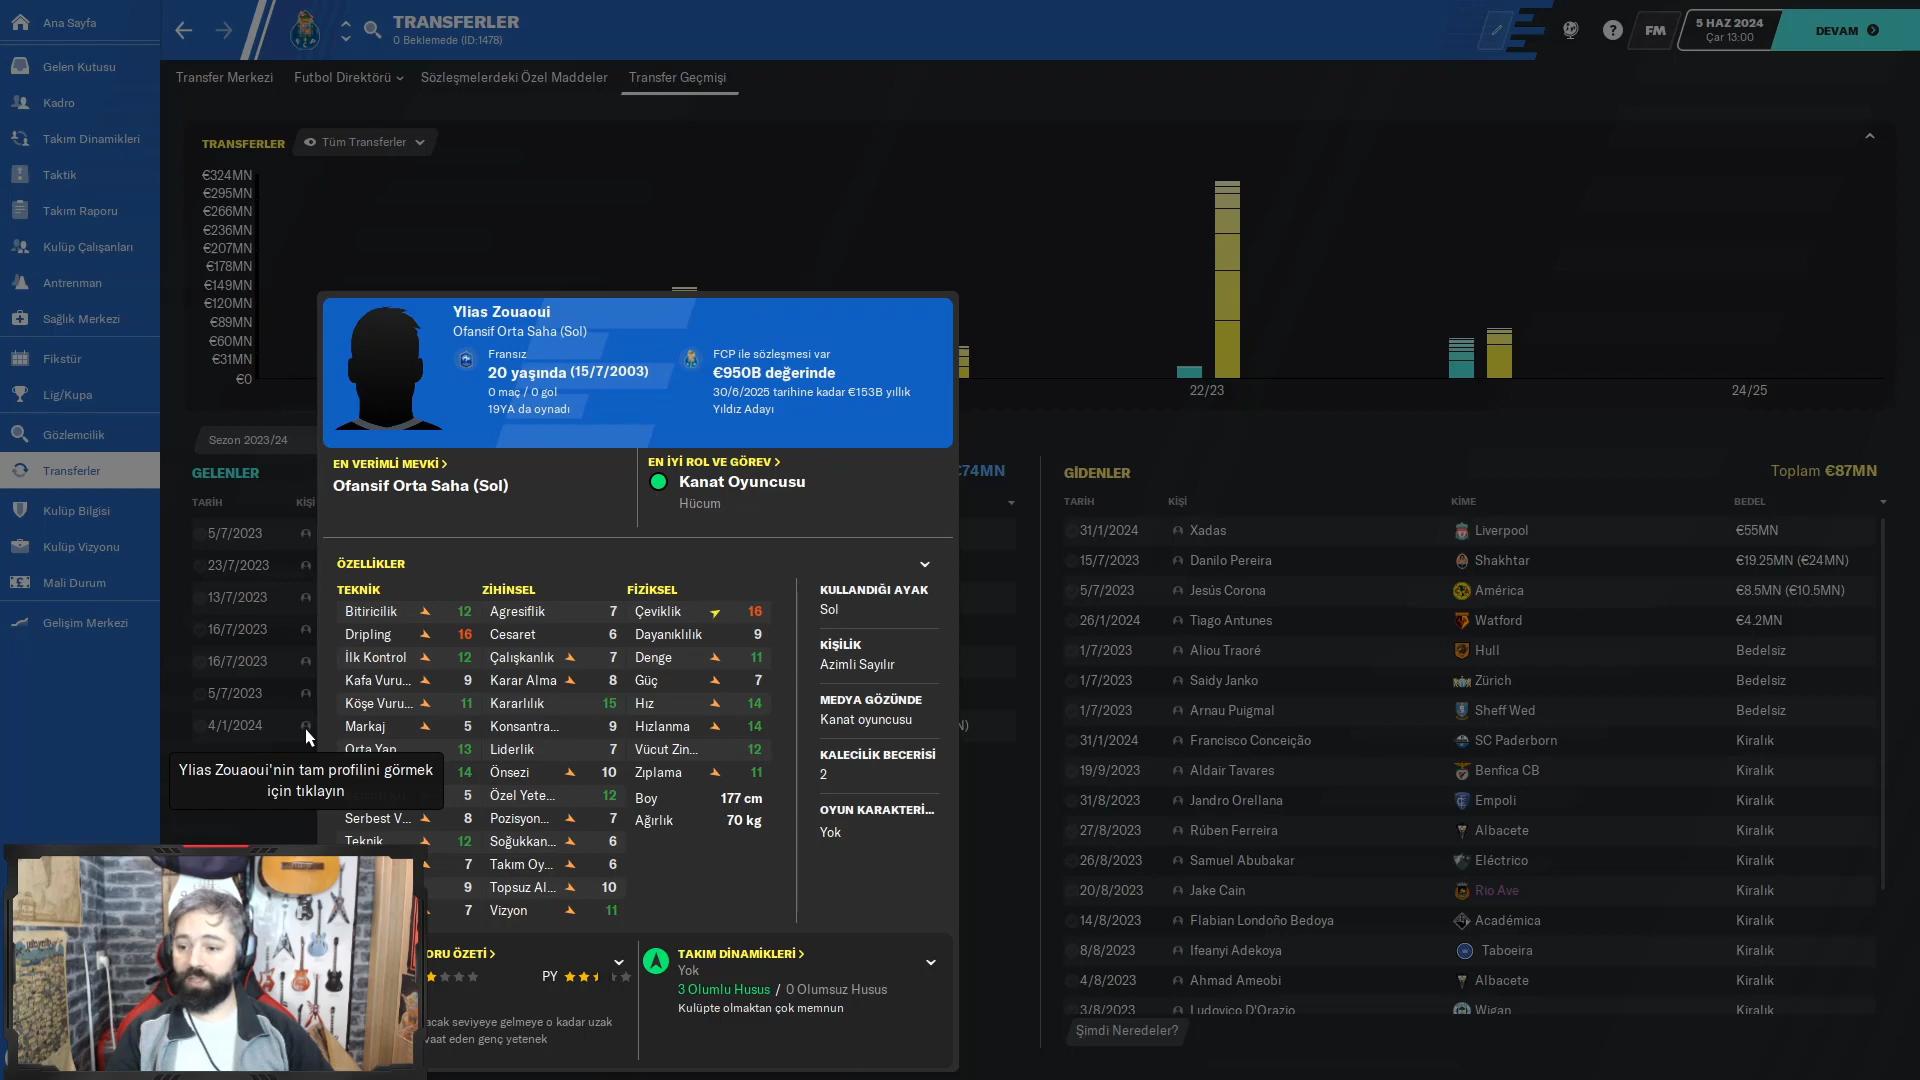 Ana Sayfa
Gelen Kutusu
Kadro
Takım Dinamikleri
Taktik
Takım Raporu
Kulüp Çalışanları
Antrenman
Sağlık Merkezi
Fikstür
Lig/Kupa
Gözlemcilik
Transferler
Kulüp Bilgisi
Kulüp Vizyonu
Mali Durum
Gelişim Merkezi
TRANSFERLER
0 Beklemede (ID:1478)
?
FM
5 HAZ 2024
Çar 13:00
DEVAM
Transfer Merkezi
Futbol Direktörü
Sözleşmelerdeki Özel Maddeler
Transfer Geçmişi
TRANSFERLER
Tüm Transferler
€324MN
€295MN
€266MN
€236MN
€207MN
€178MN
€149MN
€120MN
€89MN
€60MN
€31MN
€0
22/23
24/25
Sezon 2023/24
GELENLER
€74MN
TARİH KİŞİ
5/7/2023
23/7/2023
13/7/2023
16/7/2023
16/7/2023
5/7/2023
4/1/2024
Ylias Zouaoui'nin tam profilini görmek
için tıklayın
Ylias Zouaoui
Ofansif Orta Saha (Sol)
Fransız
20 yaşında (15/7/2003)
0 maç / 0 gol
19YA da oynadı
FCP ile sözleşmesi var
€950B değerinde
30/6/2025 tarihine kadar €153B yıllık
Yıldız Adayı
EN VERİMLİ MEVKİ >
Ofansif Orta Saha (Sol)
EN İYİ ROL VE GÖREV >
Kanat Oyuncusu
Hücum
ÖZELLİKLER
TEKNİK ZİHİNSEL FİZİKSEL
Bitiricilik 12 Agresiflik 7 Çeviklik 16
Dripling 16 Cesaret 6 Dayanıklılık 9
İlk Kontrol 12 Çalışkanlık 7 Denge 11
Kafa Vuru... 9 Karar Alma 8 Güç 7
Köşe Vuru... 11 Kararlılık 15 Hız 14
Markaj 5 Konsantra... 9 Hızlanma 14
Orta Yap... 13 Liderlik 7 Vücut Zin... 12
14 Önsezi 10 Zıplama 11
5 Özel Yete... 12 Boy 177 cm
Serbest V... 8 Pozisyon... 7 Ağırlık 70 kg
Teknik 12 Soğukkan... 6
7 Takım Oy... 6
9 Topsuz Al... 10
7 Vizyon 11
KULLANDIĞI AYAK
Sol
KİŞİLİK
Azimli Sayılır
MEDYA GÖZÜNDE
Kanat oyuncusu
KALECİLİK BECERİSİ
2
OYUN KARAKTERİ...
Yok
ORU ÖZETİ >
PY
acak seviyeye gelmeye o kadar uzak
vaat eden genç yetenek
TAKIM DİNAMİKLERİ >
Yok
3 Olumlu Husus / 0 Olumsuz Husus
Kulüpte olmaktan çok memnun
GİDENLER
Toplam €87MN
TARİH KİŞİ KİME BEDEL
31/1/2024 Xadas Liverpool €55MN
15/7/2023 Danilo Pereira Shakhtar €19.25MN (€24MN)
5/7/2023 Jesús Corona América €8.5MN (€10.5MN)
26/1/2024 Tiago Antunes Watford €4.2MN
1/7/2023 Aliou Traoré Hull Bedelsiz
1/7/2023 Saidy Janko Zürich Bedelsiz
1/7/2023 Arnau Puigmal Sheff Wed Bedelsiz
31/1/2024 Francisco Conceição SC Paderborn Kiralık
19/9/2023 Aldair Tavares Benfica CB Kiralık
31/8/2023 Jandro Orellana Empoli Kiralık
27/8/2023 Rúben Ferreira Albacete Kiralık
26/8/2023 Samuel Abubakar Eléctrico Kiralık
20/8/2023 Jake Cain Rio Ave Kiralık
14/8/2023 Flabian Londoño Bedoya Académica Kiralık
8/8/2023 Ifeanyi Adekoya Taboeira Kiralık
4/8/2023 Ahmad Ameobi Albacete Kiralık
3/8/2023 Ludovico D'Orazio Wigan Kiralık
Şimdi Neredeler?